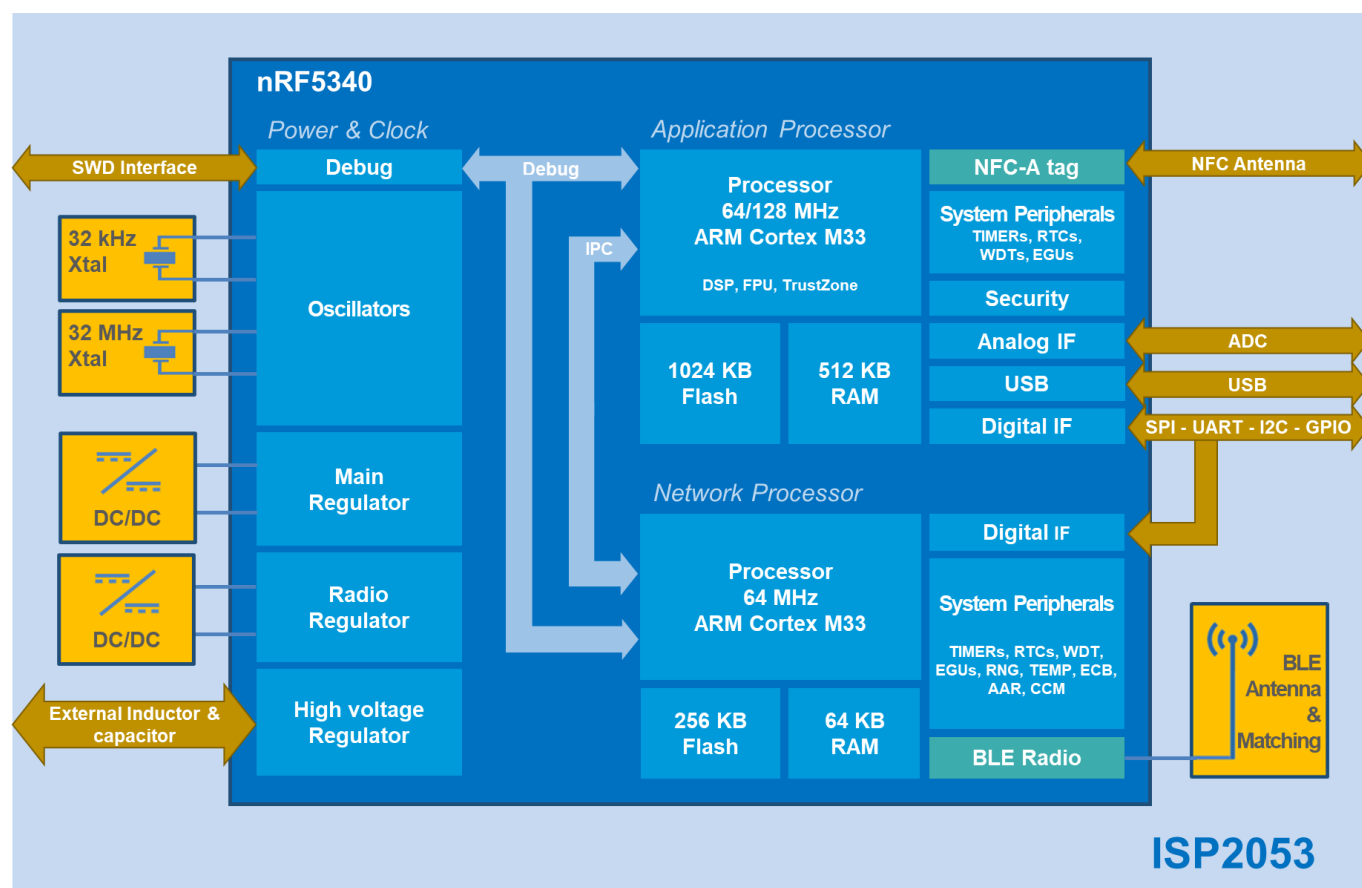 nRF5340
Power & Clock
Application Processor
SWD Interface
Debug
Debug
NFC-A tag
NFC Antenna
Processor
64/128 MHz
ARM Cortex M33
DSP, FPU, TrustZone
System Peripherals
TIMERs, RTCs,
WDTs, EGUs
32 kHz
Xtal
IPC
Oscillators
Security
32 MHz
Xtal
Analog IF
ADC
1024 KB
Flash
512 KB
RAM
USB
USB
Digital IF
SPI - UART - I2C - GPIO
DC/DC
Main
Regulator
Network Processor
Digital IF
Processor
64 MHz
ARM Cortex M33
System Peripherals
TIMERs, RTCs, WDT,
EGUs, RNG, TEMP, ECB,
AAR, CCM
DC/DC
Radio
Regulator
BLE
Antenna
&
Matching
External Inductor &
capacitor
High voltage
Regulator
256 KB
Flash
64 KB
RAM
BLE Radio
ISP2053